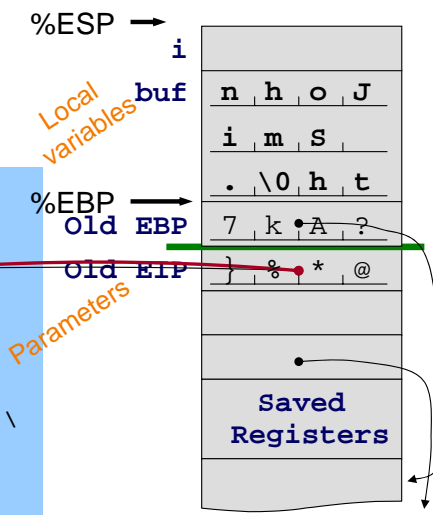 %ESP
i
Local
variables
buf n h o J
i m S
. \0 h t
%EBP
Old EBP 7 k A ?
Old EIP } % * @
Parameters
\
Saved
Registers